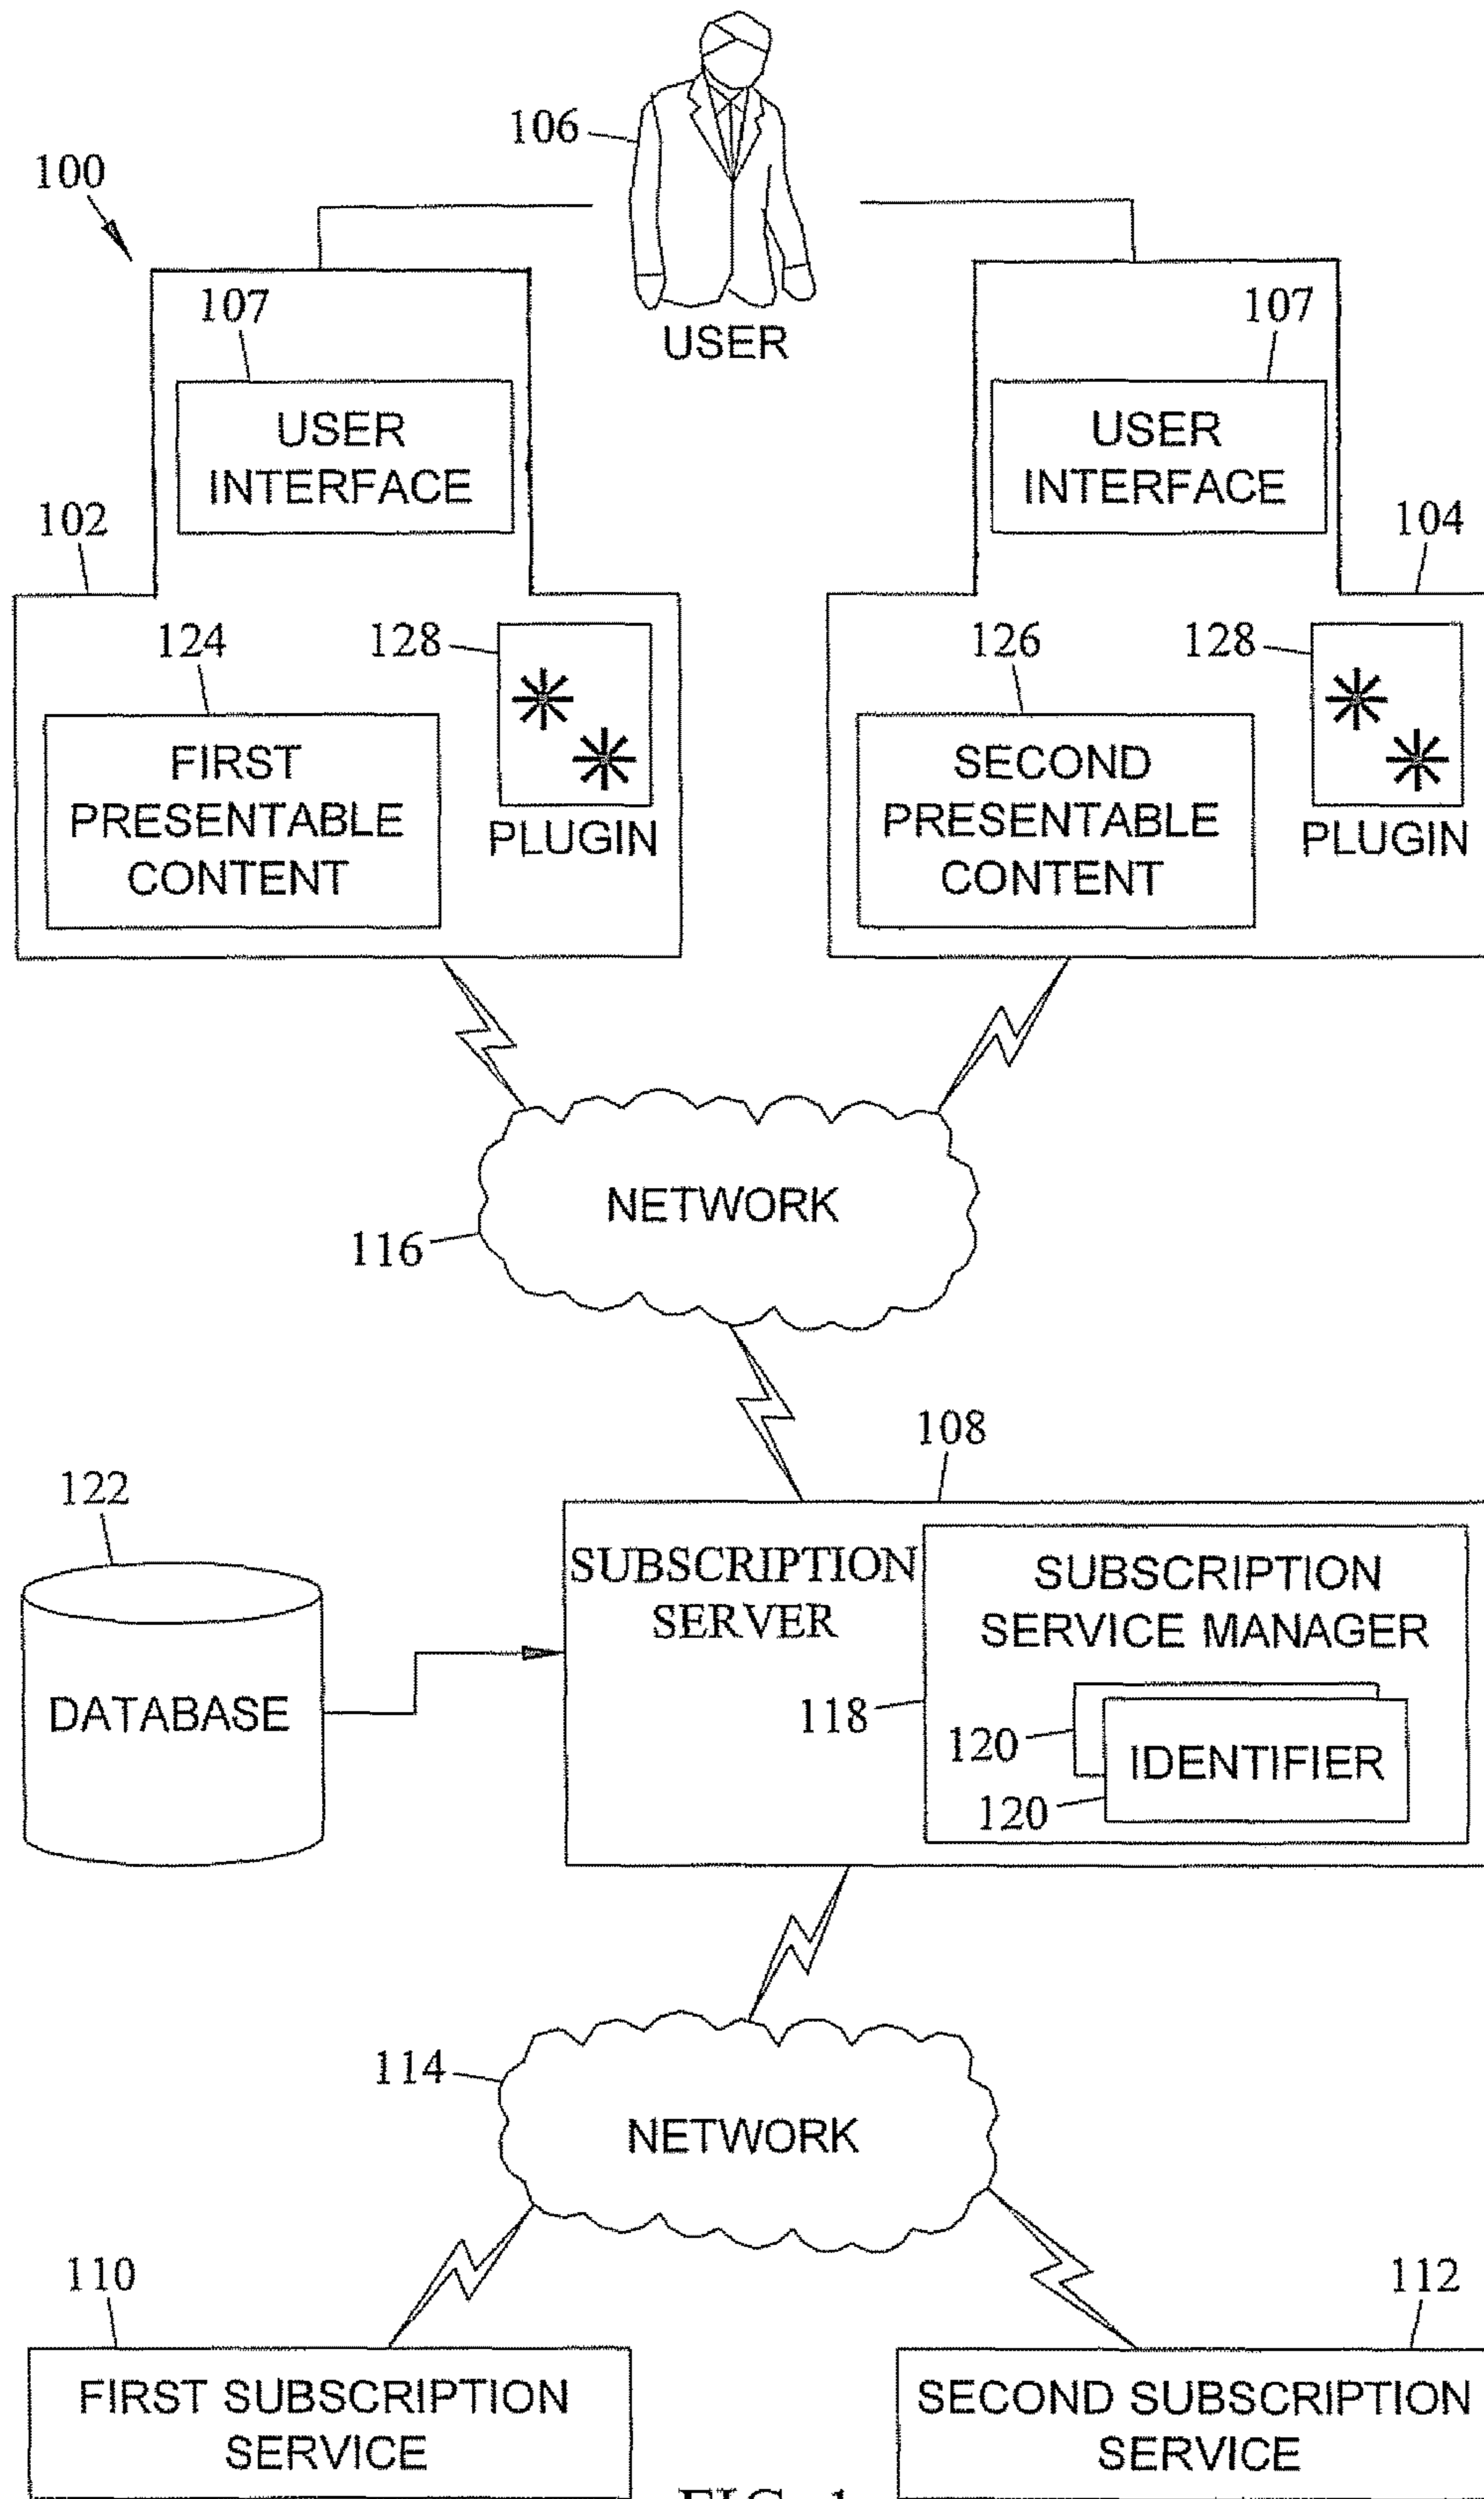 106
100
USER
107
USER
INTERFACE
107
USER
INTERFACE
102
104
124
128
126
128
FIRST
PRESENTABLE
CONTENT
PLUGIN
SECOND
PRESENTABLE
CONTENT
PLUGIN
NETWORK
116
108
122
SUBSCRIPTION
SERVER
SUBSCRIPTION
SERVICE MANAGER
DATABASE
118
120
IDENTIFIER
120
114
NETWORK
110
112
FIRST SUBSCRIPTION
SERVICE
SECOND SUBSCRIPTION
SERVICE
FIG. 1